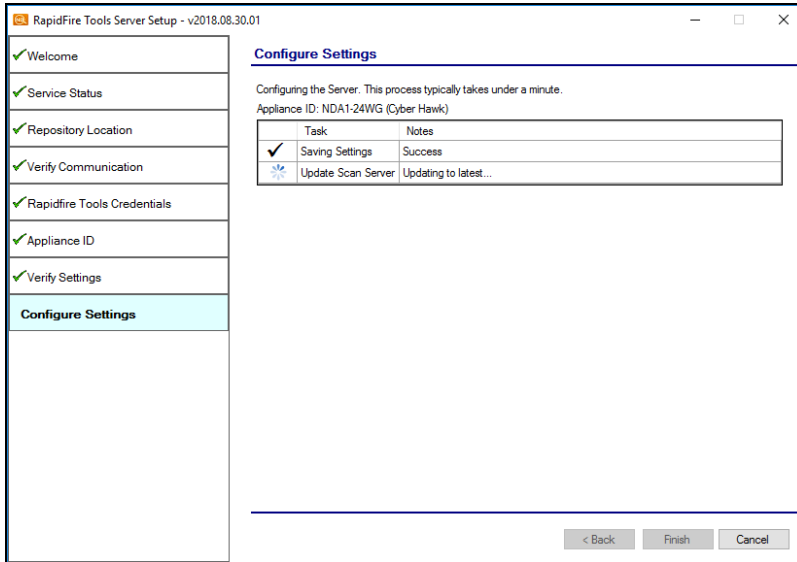 RapidFire Tools Server Setup - v2018.08.30.01
Welcome
Service Status
Repository Location
Verify Communication
Rapidfire Tools Credentials
Appliance ID
Verify Settings
Configure Settings
Configure Settings
Configuring the Server. This process typically takes under a minute.
Appliance ID: NDA1-24WG (Cyber Hawk)
Task Notes
Saving Settings Success
Update Scan Server Updating to latest...
< Back Finish Cancel